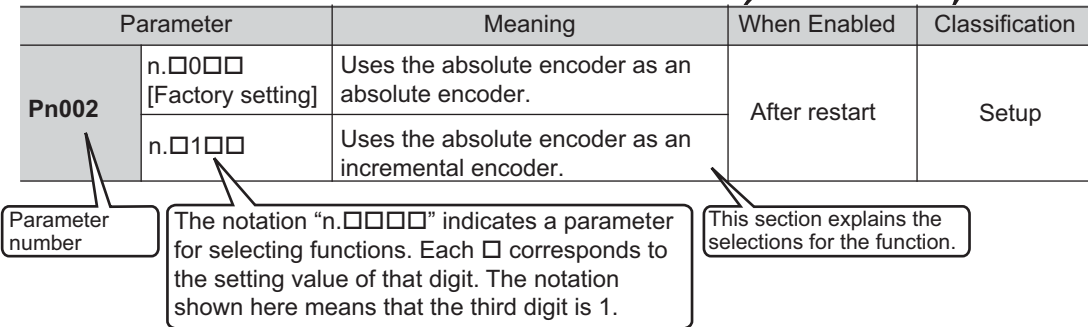 Parameter Meaning When Enabled Classification
Pn002
n.□0□□
[Factory setting]
Uses the absolute encoder as an
absolute encoder.
n.□1□□
Uses the absolute encoder as an
incremental encoder.
After restart
Setup
Parameter
number
The notation “n.□□□□” indicates a parameter
for selecting functions. Each □ corresponds to
the setting value of that digit. The notation
shown here means that the third digit is 1.
This section explains the
selections for the function.